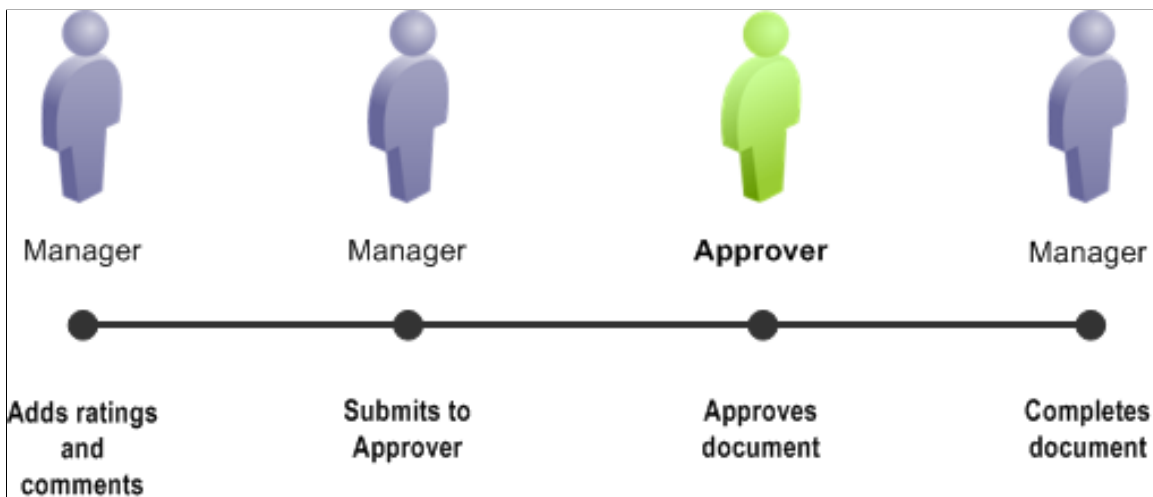 Manager
Manager
Approver
Manager
Adds ratings
and
comments
Submits to
Approver
Approves
document
Completes
document